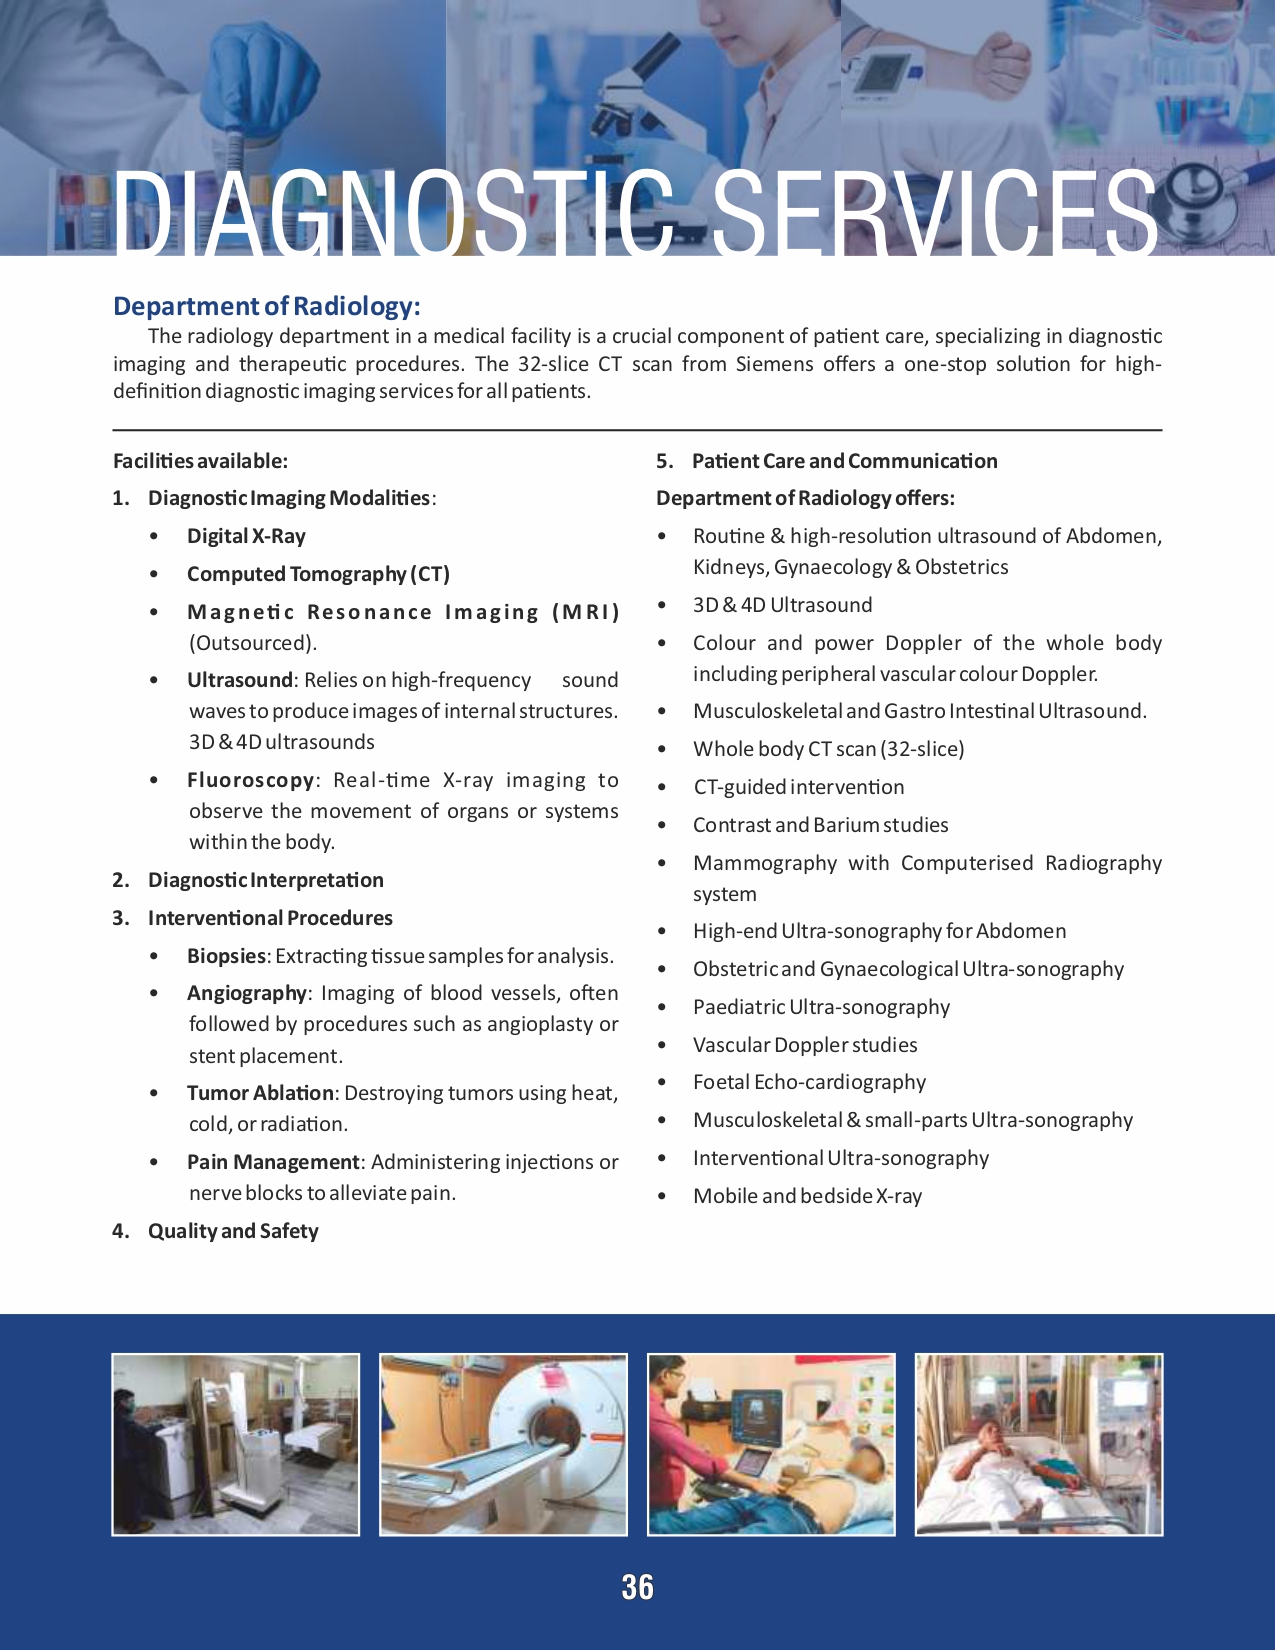 DIAGNOSTIC SERVICES
Department of Radiology:
The radiology department in a medical facility is a crucial component of patient care, specializing in diagnostic
imaging and therapeutic procedures. The 32-slice CT scan from Siemens offers a one-stop solution for high-
definition diagnostic imaging services for all patients.
Facilities available:
1. Diagnostic Imaging Modalities:
• Digital X-Ray
• Computed Tomography (CT)
• Magnetic Resonance Imaging (MRI)
(Outsourced).
• Ultrasound: Relies on high-frequency sound
waves to produce images of internal structures.
3D & 4D ultrasounds
• Fluoroscopy: Real-time X-ray imaging to
observe the movement of organs or systems
within the body.
2. Diagnostic Interpretation
3. Interventional Procedures
• Biopsies: Extracting tissue samples for analysis.
• Angiography: Imaging of blood vessels, often
followed by procedures such as angioplasty or
stent placement.
• Tumor Ablation: Destroying tumors using heat,
cold, or radiation.
• Pain Management: Administering injections or
nerve blocks to alleviate pain.
4. Quality and Safety
5. Patient Care and Communication
Department of Radiology offers:
• Routine & high-resolution ultrasound of Abdomen,
Kidneys, Gynaecology & Obstetrics
• 3D & 4D Ultrasound
• Colour and power Doppler of the whole body
including peripheral vascular colour Doppler.
• Musculoskeletal and Gastro Intestinal Ultrasound.
• Whole body CT scan (32-slice)
• CT-guided intervention
• Contrast and Barium studies
• Mammography with Computerised Radiography
system
• High-end Ultra-sonography for Abdomen
• Obstetric and Gynaecological Ultra-sonography
• Paediatric Ultra-sonography
• Vascular Doppler studies
• Foetal Echo-cardiography
• Musculoskeletal & small-parts Ultra-sonography
• Interventional Ultra-sonography
• Mobile and bedside X-ray
36